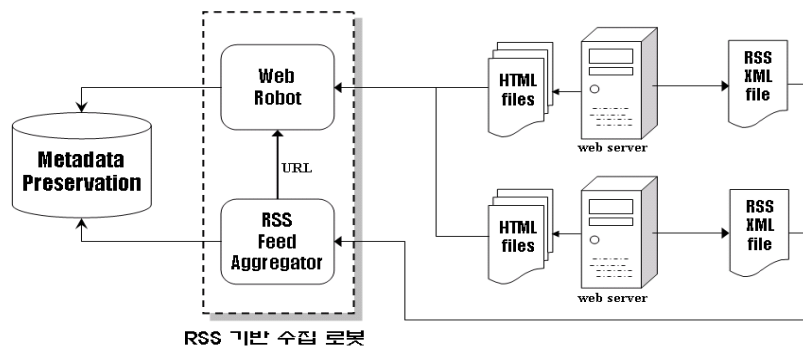 Web
Robot
HTML
files
web server
RSS
XML
file
Metadada
Preservation
URL
RSS
Feed
Aggregator
HTML
files
web server
RSS
XML
file
RSS 기반 수집 로봇